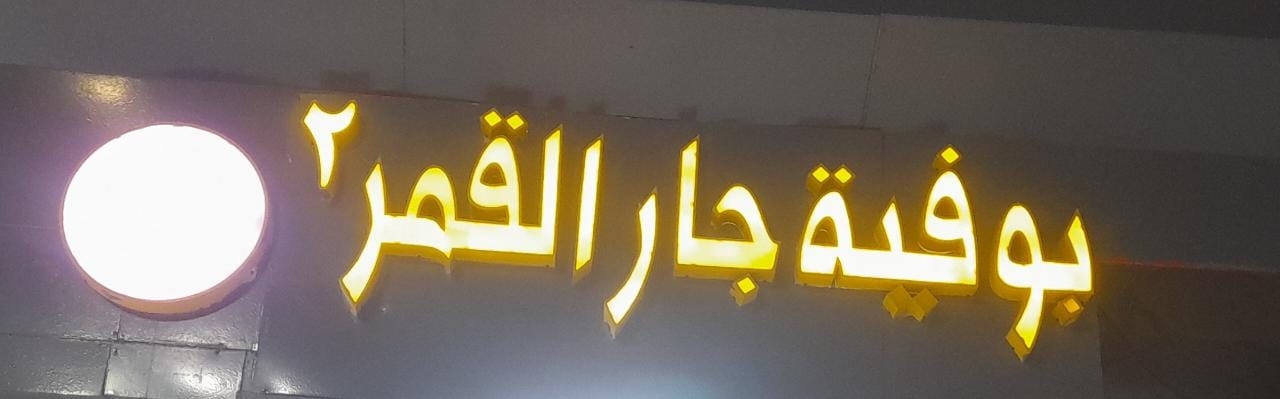 بوفية جار القمر ٢